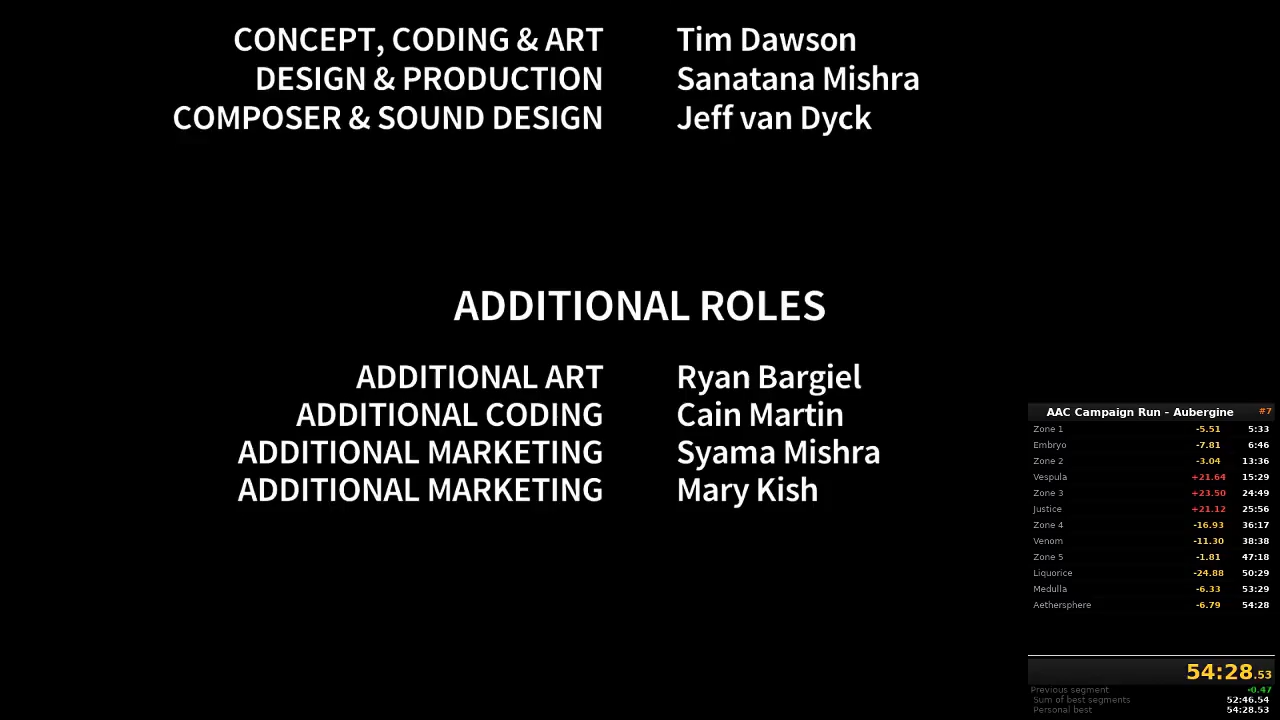 CONCEPT, CODING & ART Tim Dawson
DESIGN & PRODUCTION Sanatana Mishra
COMPOSER & SOUND DESIGN Jeff van Dyck
ADDITIONAL ROLES
ADDITIONAL ART Ryan Bargiel
ADDITIONAL CODING Cain Martin
ADDITIONAL MARKETING Syama Mishra
ADDITIONAL MARKETING Mary Kish
AAC Campaign Run - Aubergine #7
Zone 1 -5.51 5:33
Embryo -7.81 6:46
Zone 2 -3.04 13:36
Vespula +21.64 15:29
Zone 3 +23.50 24:49
Justice +21.12 25:56
Zone 4 -16.93 36:17
Venom -11.30 38:38
Zone 5 -1.81 47:18
Liquorice -24.88 50:29
Medulla -6.33 53:29
Aethersphere -6.79 54:28
54:28.53
Previous segment -0.47
Sum of best segments 52:46.54
Personal best 54:28.53